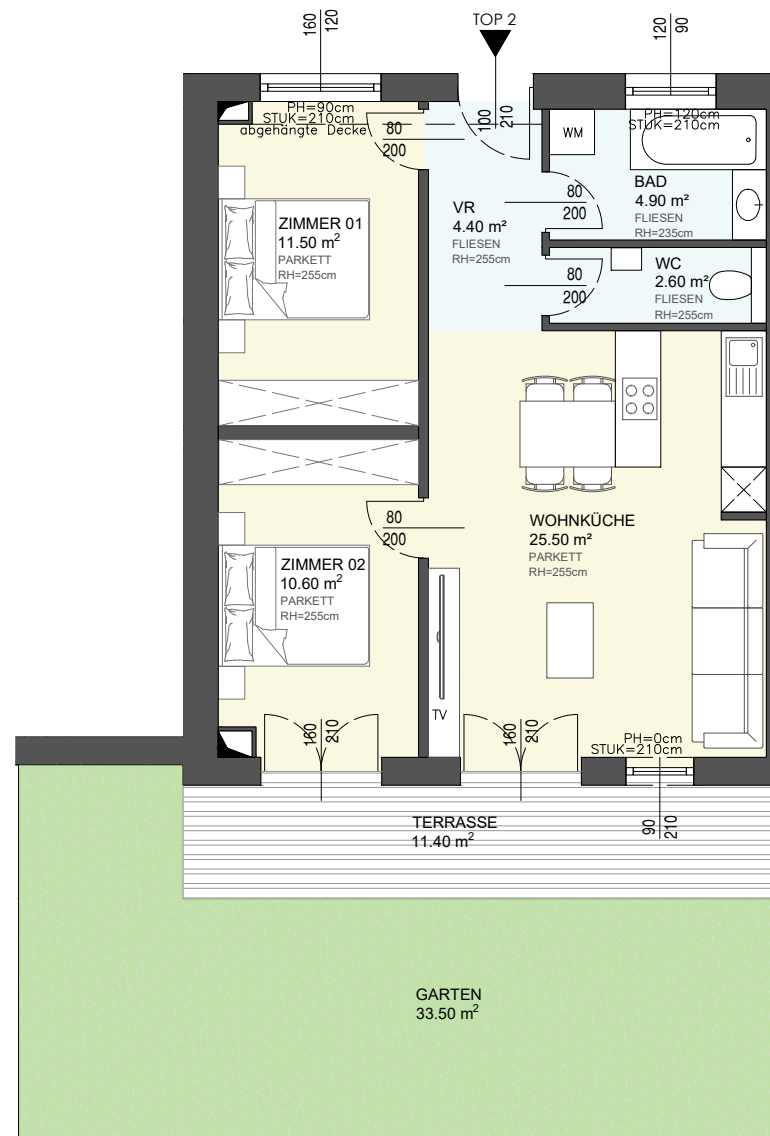 TOP 2
160
120
120
90
PH=90cm
STUK=210cm
abgehängte Decke
80
200
100
210
PH=120cm
STUK=210cm
WM
BAD
4.90 m²
FLIESEN
RH=235cm
80
200
VR
4.40 m²
FLIESEN
RH=255cm
ZIMMER 01
11.50 m²
PARKETT
RH=255cm
WC
2.60 m²
FLIESEN
RH=255cm
80
200
80
200
WOHNKÜCHE
25.50 m²
PARKETT
RH=255cm
ZIMMER 02
10.60 m²
PARKETT
RH=255cm
TV
160
210
160
210
PH=0cm
STUK=210cm
90
210
TERRASSE
11.40 m²
GARTEN
33.50 m²